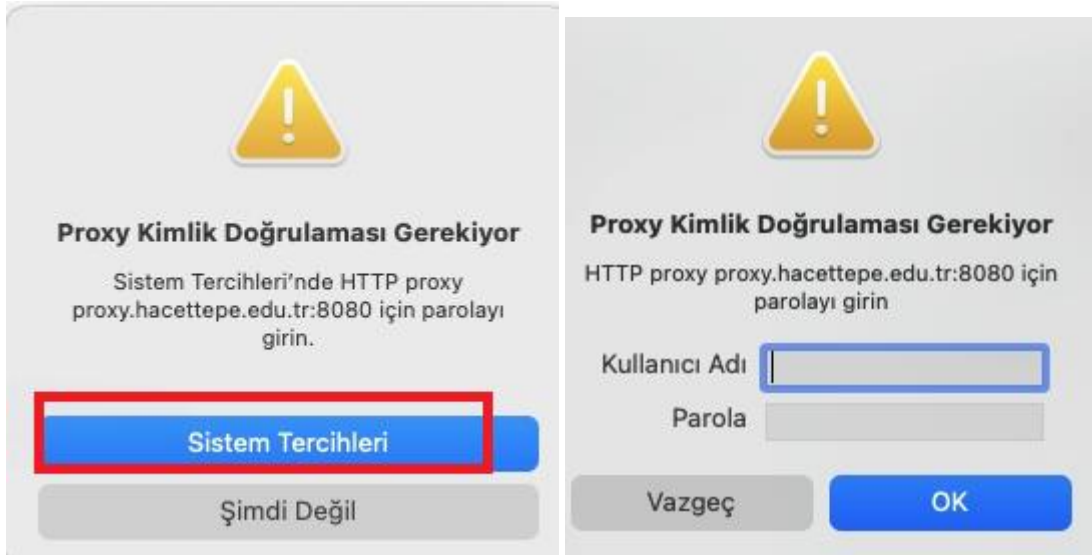 Proxy Kimlik Doğrulaması Gerekiyor
Sistem Tercihleri'nde HTTP proxy
proxy.hacettepe.edu.tr:8080 için parolayı
girin.
Sistem Tercihleri
Şimdi Değil
Proxy Kimlik Doğrulaması Gerekiyor
HTTP proxy proxy.hacettepe.edu.tr:8080 için
parolayı girin
Kullanıcı Adı
Parola
Vazgeç OK